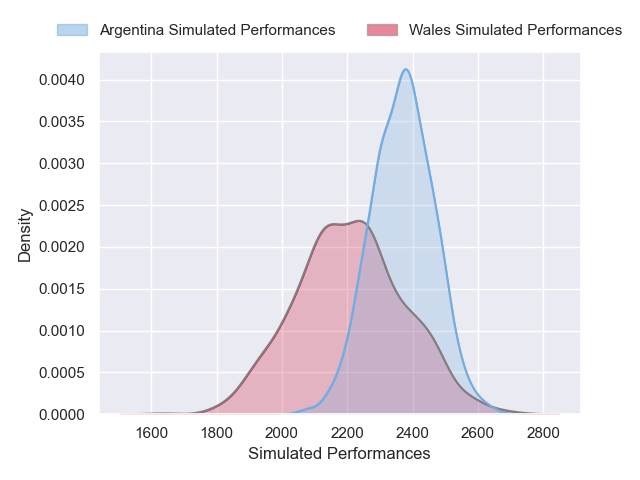 Argentina Simulated Performances Wales Simulated Performances
0.0040
0.0035
0.0030
0.0025
0.0020
0.0015
0.0010
0.0005
0.0000
Density
1600 1800 2000 2200 2400 2600 2800
Simulated Performances